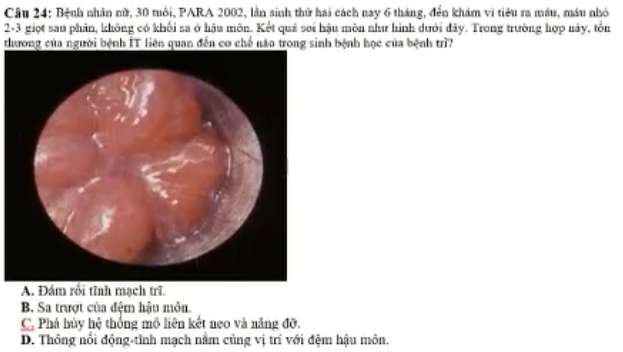 Câu 24: Bệnh nhân nữ, 30 tuổi, PARA 2002, lần sinh thứ hai cách nay 6 tháng, đến khám vì tiêu ra máu, máu nhỏ
2-3 giọt sau phân, không có khối sa ở hậu môn. Kết quả soi hậu môn như hình dưới đây. Trong trường hợp này, tổn
thương của người bệnh ÍT liên quan đến cơ chế nào trong sinh bệnh học của bệnh trĩ?
A. Đám rối tĩnh mạch trĩ.
B. Sa trượt của đệm hậu môn.
C. Phá hủy hệ thống mô liên kết neo và nâng đỡ.
D. Thông nối động-tĩnh mạch nằm cùng vị trí với đệm hậu môn.